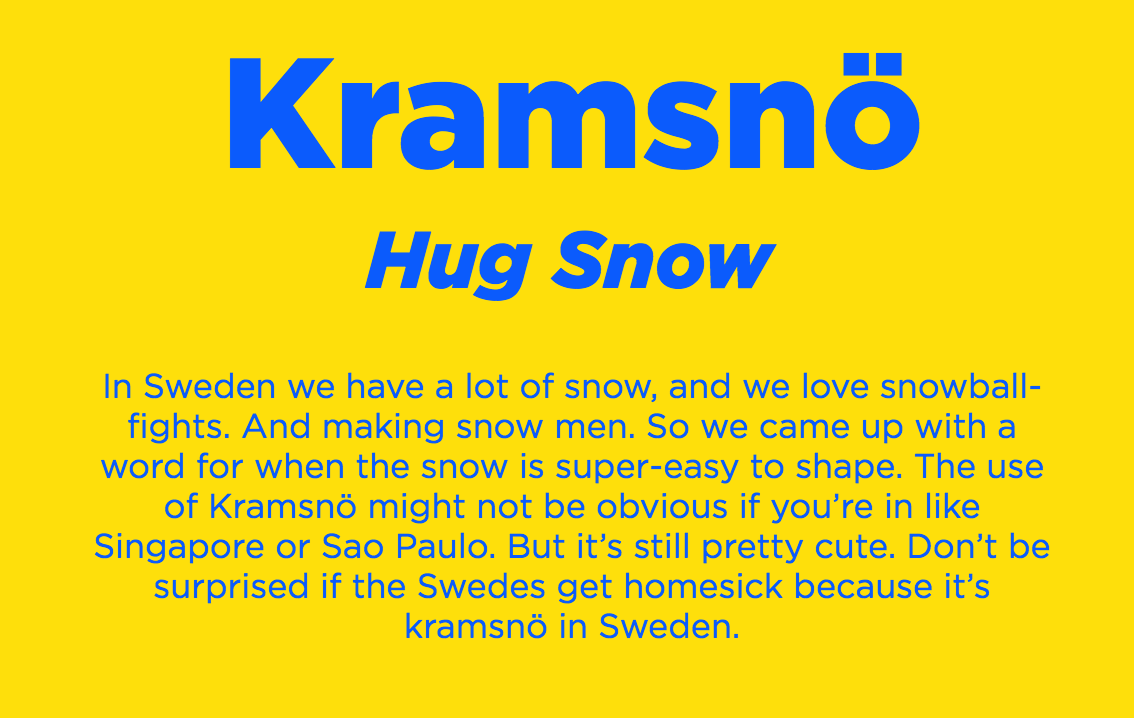 Kramsnö
Hug Snow
In Sweden we have a lot of snow, and we love snowball-
fights. And making snow men. So we came up with a
word for when the snow is super-easy to shape. The use
of Kramsnö might not be obvious if you’re in like
Singapore or Sao Paulo. But it’s still pretty cute. Don’t be
surprised if the Swedes get homesick because it’s
kramsnö in Sweden.